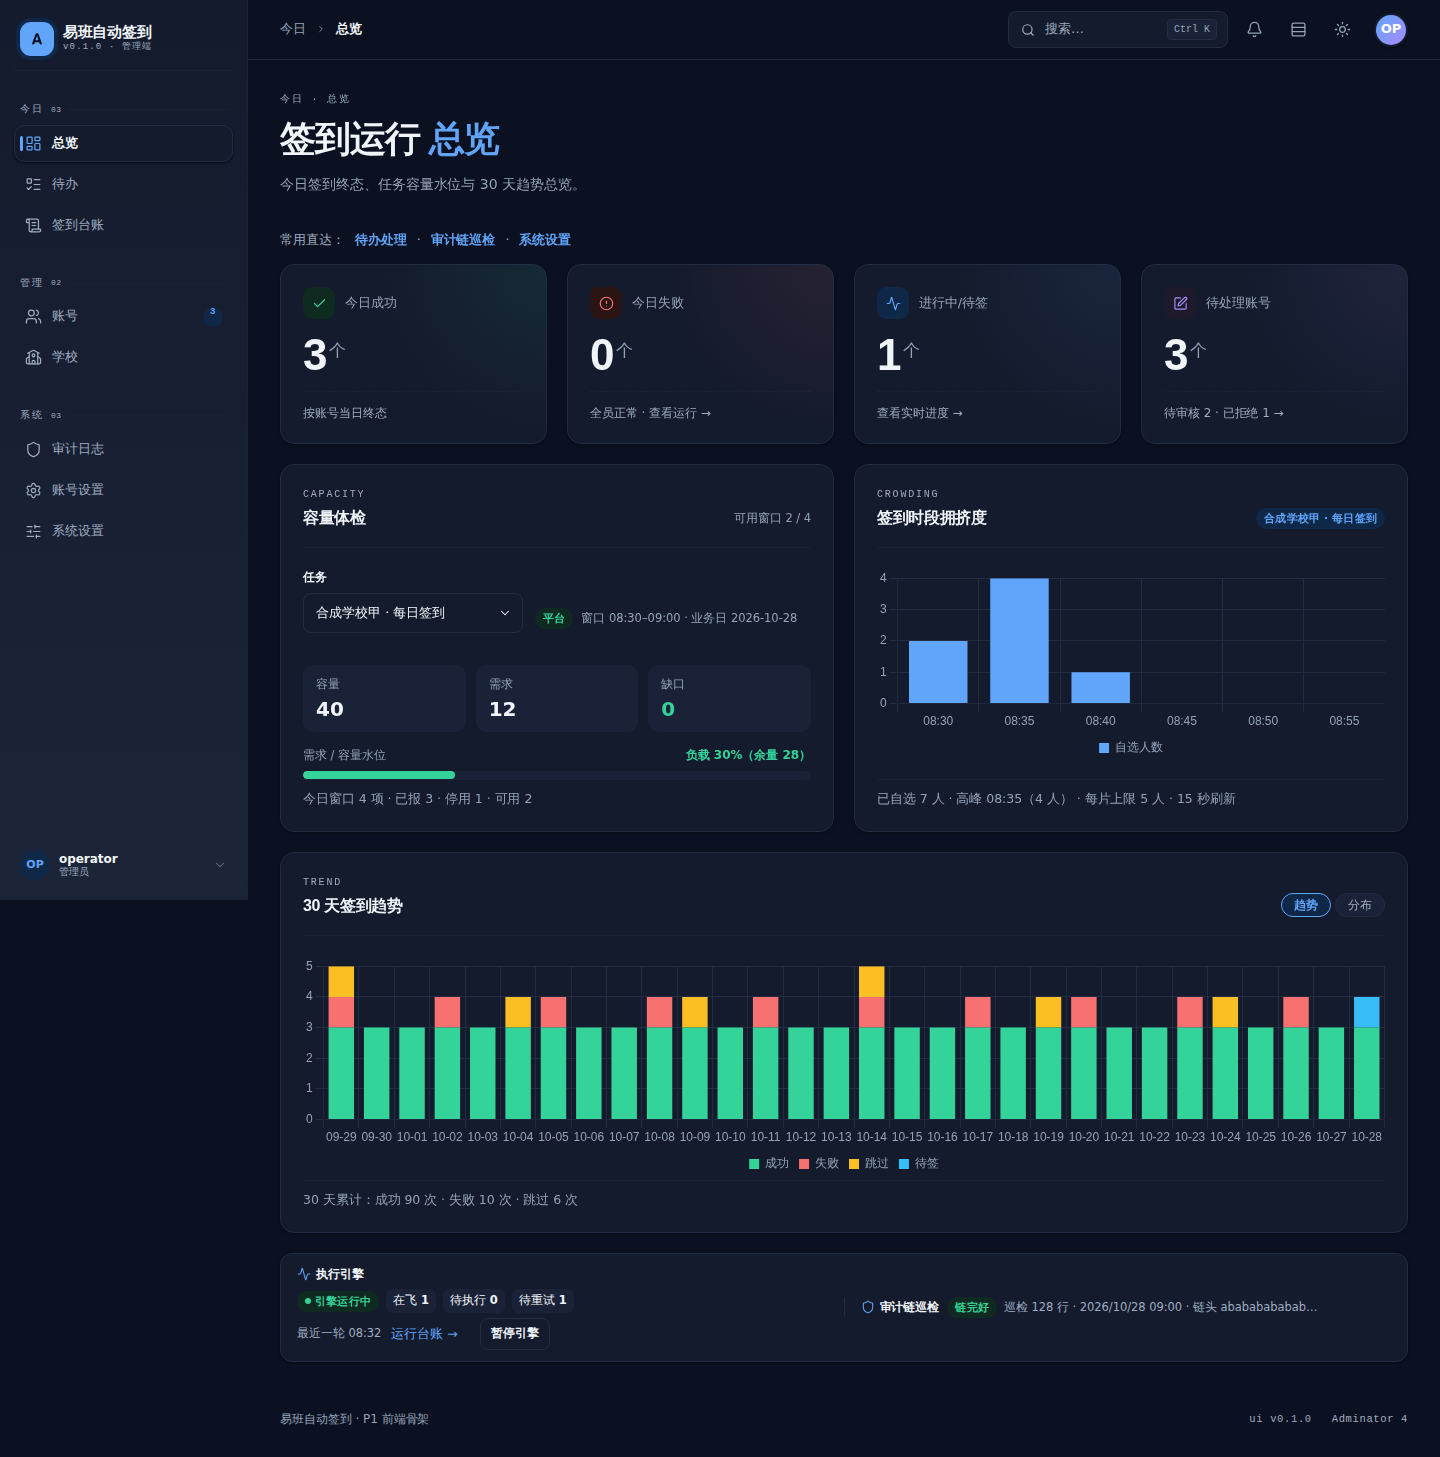 A
易班自动签到
v0.1.0 · 管理端
今日 03
总览
待办
签到台账
管理 02
账号 3
学校
系统 03
审计日志
账号设置
系统设置
OP
operator
管理员
今日 › 总览
搜索… Ctrl K
OP
今日 · 总览
签到运行 总览
今日签到终态、任务容量水位与 30 天趋势总览。
常用直达： 待办处理 · 审计链巡检 · 系统设置
今日成功
3个
按账号当日终态
今日失败
0个
全员正常 · 查看运行 →
进行中/待签
1个
查看实时进度 →
待处理账号
3个
待审核 2 · 已拒绝 1 →
CAPACITY
容量体检
可用窗口 2 / 4
任务
合成学校甲 · 每日签到
平台 窗口 08:30–09:00 · 业务日 2026-10-28
容量
40
需求
12
缺口
0
需求 / 容量水位
负载 30%（余量 28）
今日窗口 4 项 · 已报 3 · 停用 1 · 可用 2
CROWDING
签到时段拥挤度
合成学校甲 · 每日签到
4
3
2
1
0
08:30 08:35 08:40 08:45 08:50 08:55
自选人数
已自选 7 人 · 高峰 08:35（4 人） · 每片上限 5 人 · 15 秒刷新
TREND
30 天签到趋势
趋势 分布
5
4
3
2
1
0
09-29 09-30 10-01 10-02 10-03 10-04 10-05 10-06 10-07 10-08 10-09 10-10 10-11 10-12 10-13 10-14 10-15 10-16 10-17 10-18 10-19 10-20 10-21 10-22 10-23 10-24 10-25 10-26 10-27 10-28
成功 失败 跳过 待签
30 天累计：成功 90 次 · 失败 10 次 · 跳过 6 次
执行引擎
引擎运行中 在飞 1 待执行 0 待重试 1
最近一轮 08:32 运行台账 → 暂停引擎
审计链巡检 链完好 巡检 128 行 · 2026/10/28 09:00 · 链头 ababababab…
易班自动签到 · P1 前端骨架
ui v0.1.0 Adminator 4